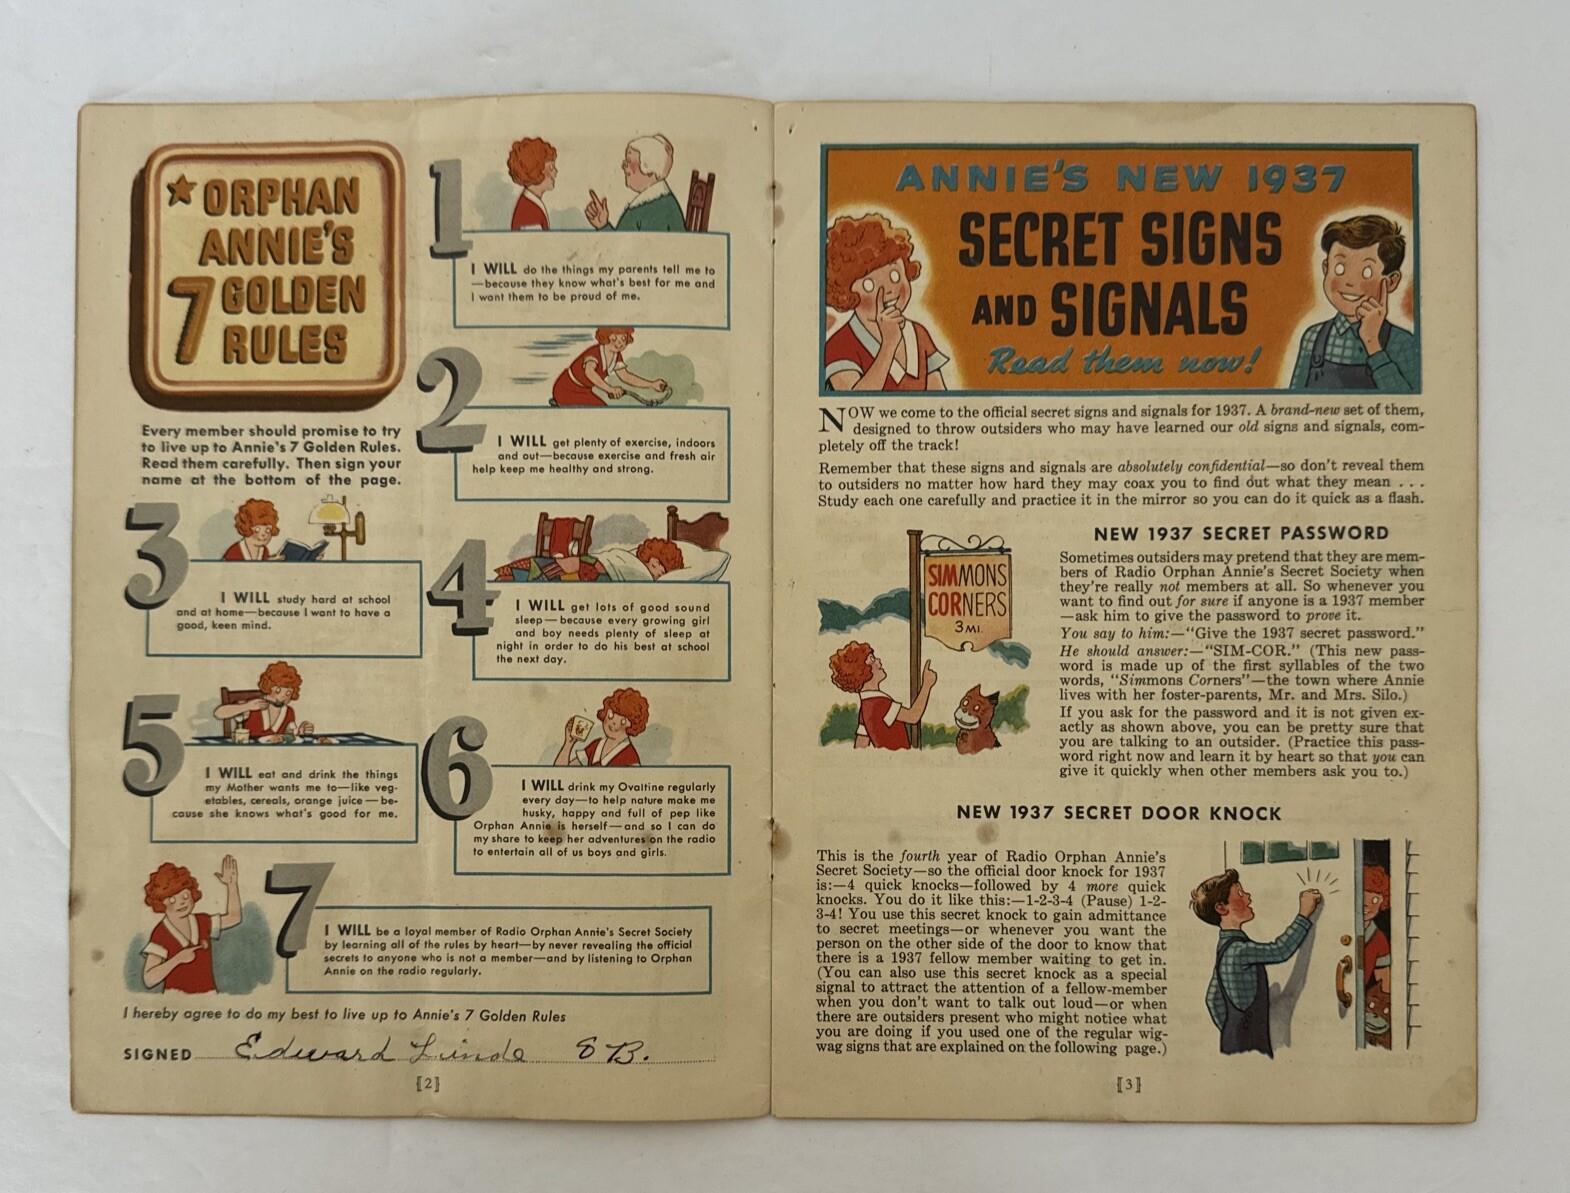 ★ORPHAN
ANNIE'S
7 GOLDEN
RULES
Every member should promise to try
to live up to Annie's 7 Golden Rules.
Read them carefully. Then sign your
name at the bottom of the page.
1
I WILL do the things my parents tell me to
—because they know what's best for me and
I want them to be proud of me.
2
I WILL get plenty of exercise, indoors
and out—because exercise and fresh air
help keep me healthy and strong.
3
I WILL study hard at school
and at home—because I want to have a
good, keen mind.
4
I WILL get lots of good sound
sleep—because every growing girl
and boy needs plenty of sleep at
night in order to do his best at school
the next day.
5
I WILL eat and drink the things
my Mother wants me to—like veg-
etables, cereals, orange juice—be-
cause she knows what's good for me.
6
I WILL drink my Ovaltine regularly
every day—to help nature make me
husky, happy and full of pep like
Orphan Annie is herself—and so I can do
my share to keep her adventures on the radio
to entertain all of us boys and girls.
7
I WILL be a loyal member of Radio Orphan Annie's Secret Society
by learning all of the rules by heart—by never revealing the official
secrets to anyone who is not a member—and by listening to Orphan
Annie on the radio regularly.
I hereby agree to do my best to live up to Annie's 7 Golden Rules
SIGNED Edward Linde 8 B.
[2]
ANNIE'S NEW 1937
SECRET SIGNS
AND SIGNALS
Read them now!
NOW we come to the official secret signs and signals for 1937. A brand-new set of them,
designed to throw outsiders who may have learned our old signs and signals, com-
pletely off the track!
Remember that these signs and signals are absolutely confidential—so don't reveal them
to outsiders no matter how hard they may coax you to find out what they mean . . .
Study each one carefully and practice it in the mirror so you can do it quick as a flash.
SIMMONS
CORNERS
3 MI.
NEW 1937 SECRET PASSWORD
Sometimes outsiders may pretend that they are mem-
bers of Radio Orphan Annie's Secret Society when
they're really not members at all. So whenever you
want to find out for sure if anyone is a 1937 member
—ask him to give the password to prove it.
You say to him:—"Give the 1937 secret password."
He should answer:—"SIM-COR." (This new pass-
word is made up of the first syllables of the two
words, "Simmons Corners"—the town where Annie
lives with her foster-parents, Mr. and Mrs. Silo.)
If you ask for the password and it is not given ex-
actly as shown above, you can be pretty sure that
you are talking to an outsider. (Practice this pass-
word right now and learn it by heart so that you can
give it quickly when other members ask you to.)
NEW 1937 SECRET DOOR KNOCK
This is the fourth year of Radio Orphan Annie's
Secret Society—so the official door knock for 1937
is:—4 quick knocks—followed by 4 more quick
knocks. You do it like this:—1-2-3-4 (Pause) 1-2-
3-4! You use this secret knock to gain admittance
to secret meetings—or whenever you want the
person on the other side of the door to know that
there is a 1937 fellow member waiting to get in.
(You can also use this secret knock as a special
signal to attract the attention of a fellow-member
when you don't want to talk out loud—or when
there are outsiders present who might notice what
you are doing if you used one of the regular wig-
wag signs that are explained on the following page.)
[3]